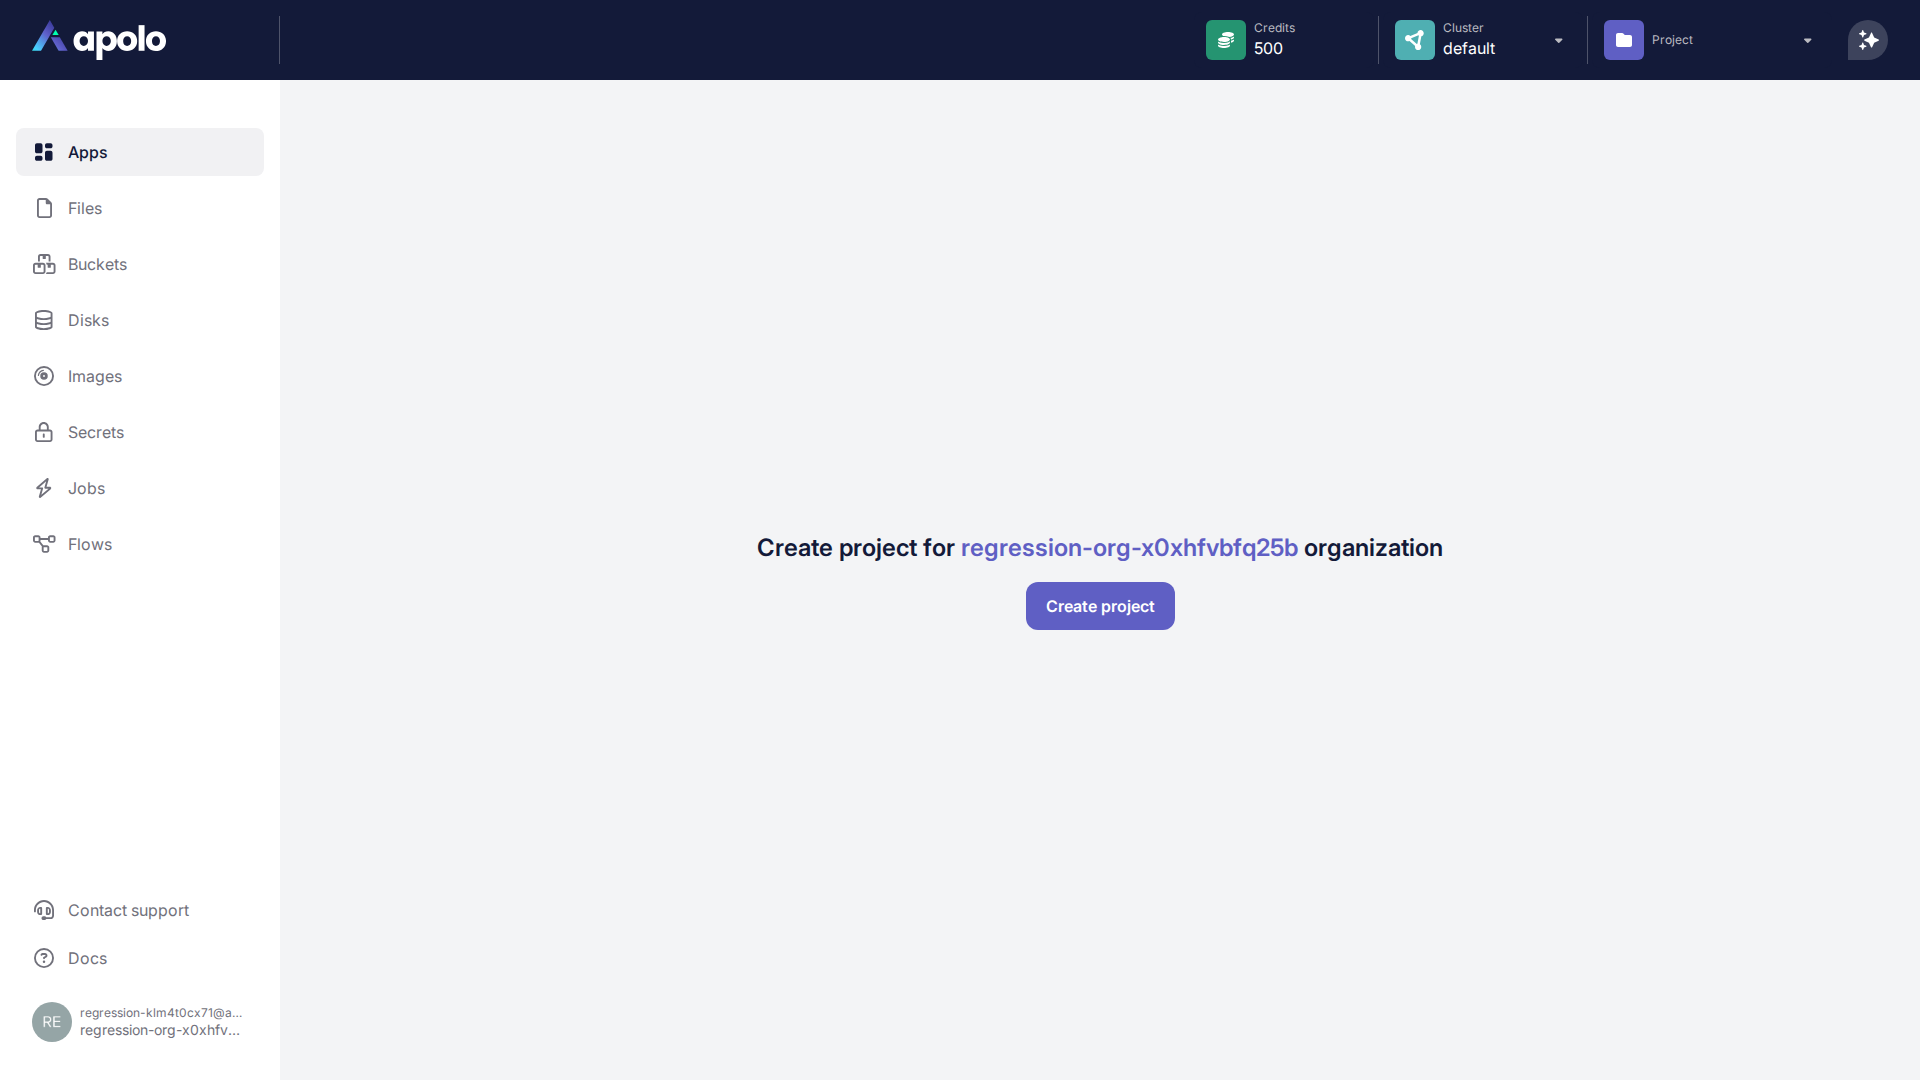 apolo
Credits
500
Cluster
default
Project
Apps
Files
Buckets
Disks
Images
Secrets
Jobs
Flows
Create project for regression-org-x0xhfvbfq25b organization
Create project
Contact support
Docs
RE
regression-klm4t0cx71@a...
regression-org-x0xhfv...